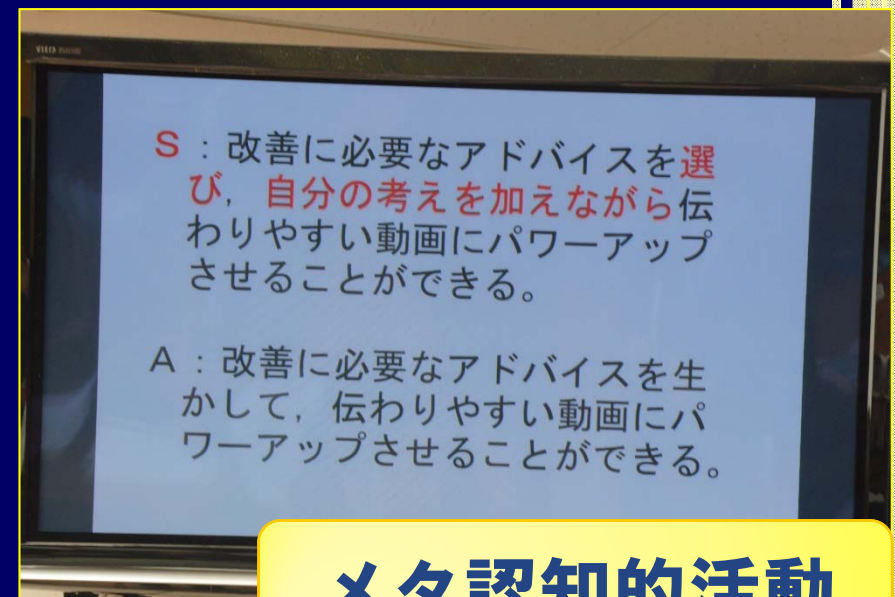 VIERA
S：改善に必要なアドバイスを選
び，自分の考えを加えながら伝
わりやすい動画にパワーアップ
させることができる。
A：改善に必要なアドバイスを生
かして，伝わりやすい動画にパ
ワーアップさせることができる。
メタ認知的活動